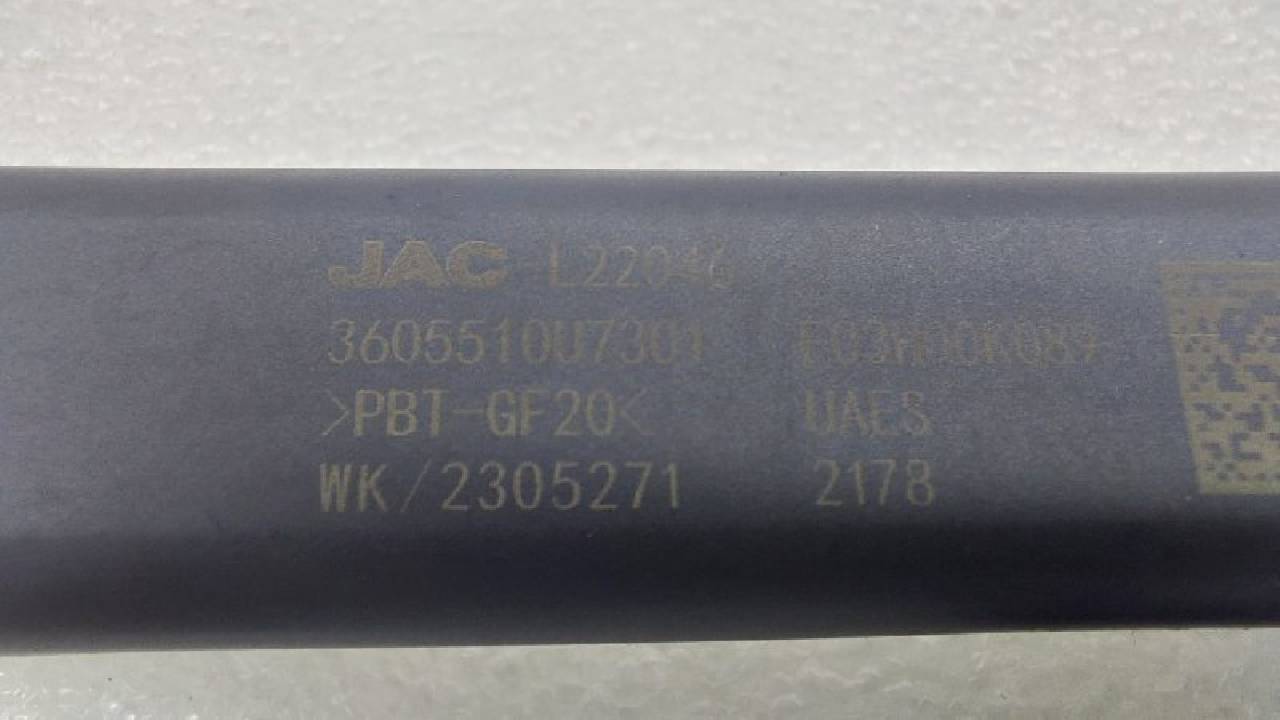 JAC L22046
3605510U7301
>PBT-GF20< UAES
WK/2305271 2178